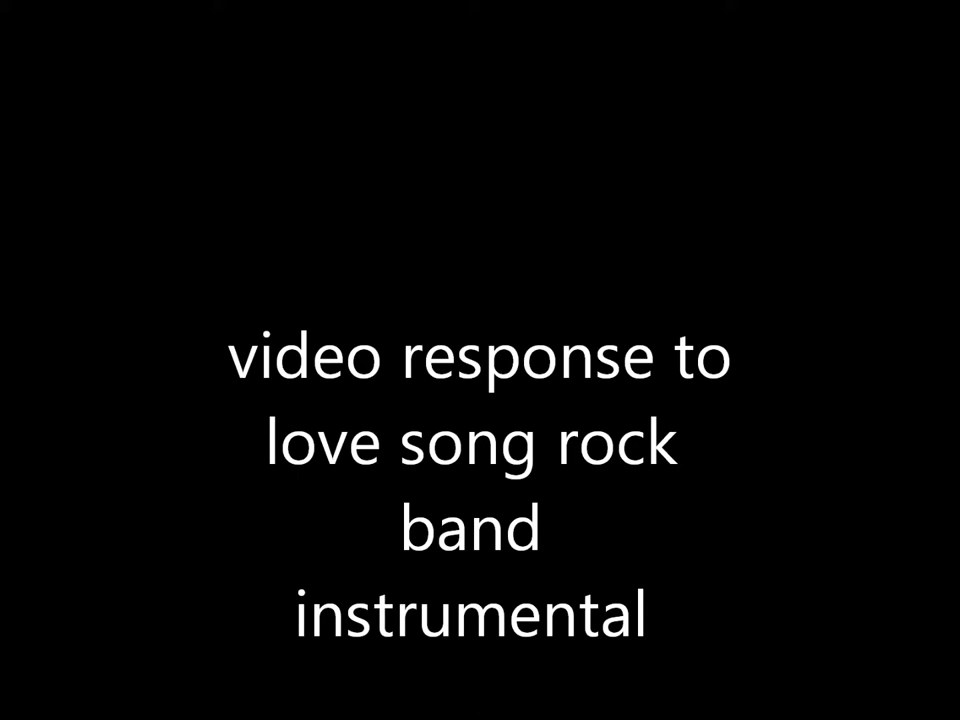 video response to
love song rock
band
instrumental